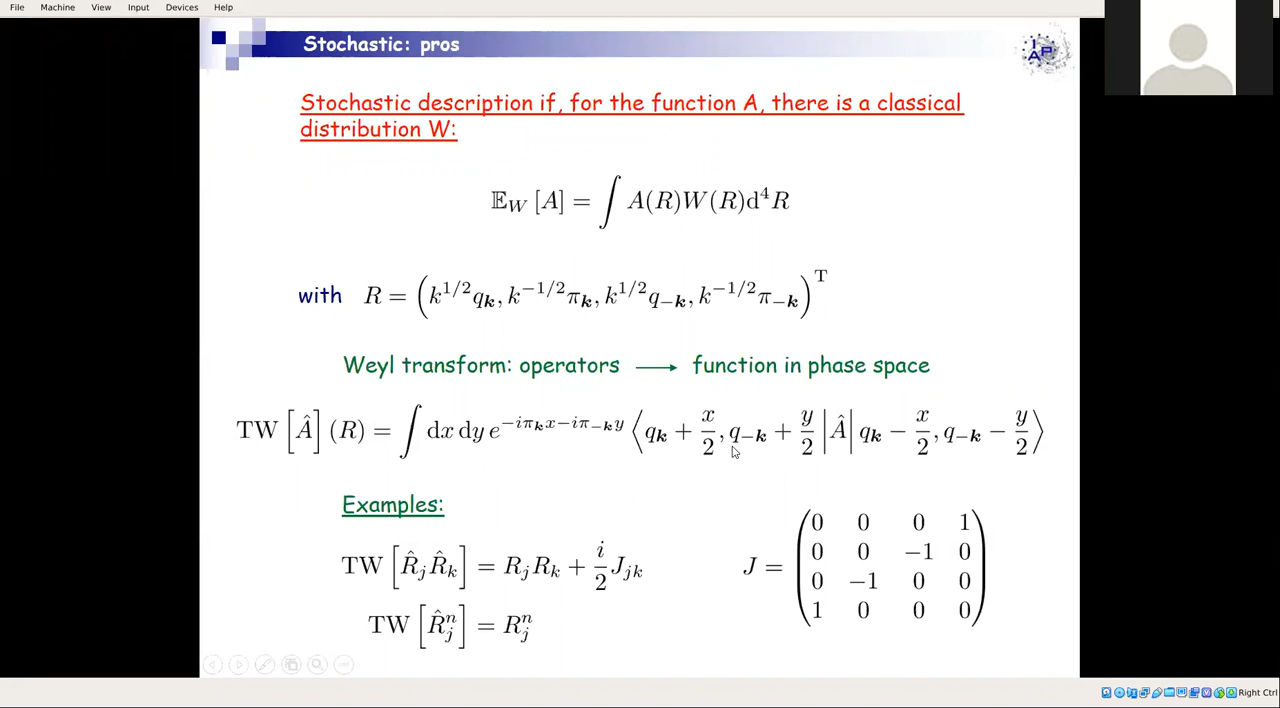 File Machine View Input Devices Help
Stochastic: pros
IAP
Stochastic description if, for the function A, there is a classical
distribution W:
𝔼_W [A] = ∫ A(R)W(R)d⁴R
with R = (k^{1/2}q_𝒌, k^{-1/2}π_𝒌, k^{1/2}q_{-𝒌}, k^{-1/2}π_{-𝒌})^T
Weyl transform: operators ⟶ function in phase space
TW [Â] (R) = ∫ dx dy e^{-iπ_𝒌x-iπ_{-𝒌}y} ⟨q_𝒌 + x/2, q_{-𝒌} + y/2 |Â| q_𝒌 − x/2, q_{-𝒌} − y/2⟩
Examples:
TW [R̂_j R̂_k] = R_j R_k + i/2 J_{jk}
TW [R̂_j^n] = R_j^n
J = (0 0 0 1
0 0 −1 0
0 −1 0 0
1 0 0 0)
Right Ctrl